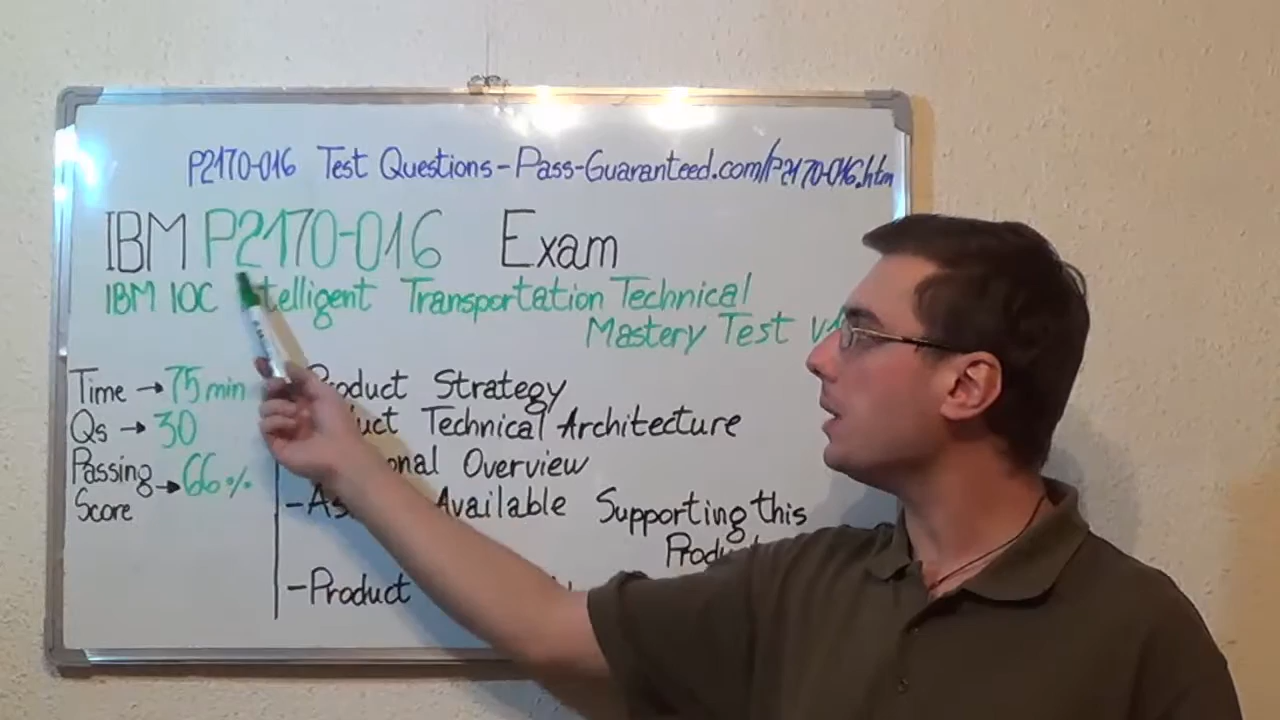 P2170-016 Test Questions-Pass-Guaranteed.com/P2170-016.htm
IBM P2170-016 Exam
IBM IOC Intelligent Transportation Technical
Mastery Test
Time → 75 min
Qs → 30
Passing → 66%
Score
Product Strategy
Technical Architecture
Overview
Available Supporting this
-Product